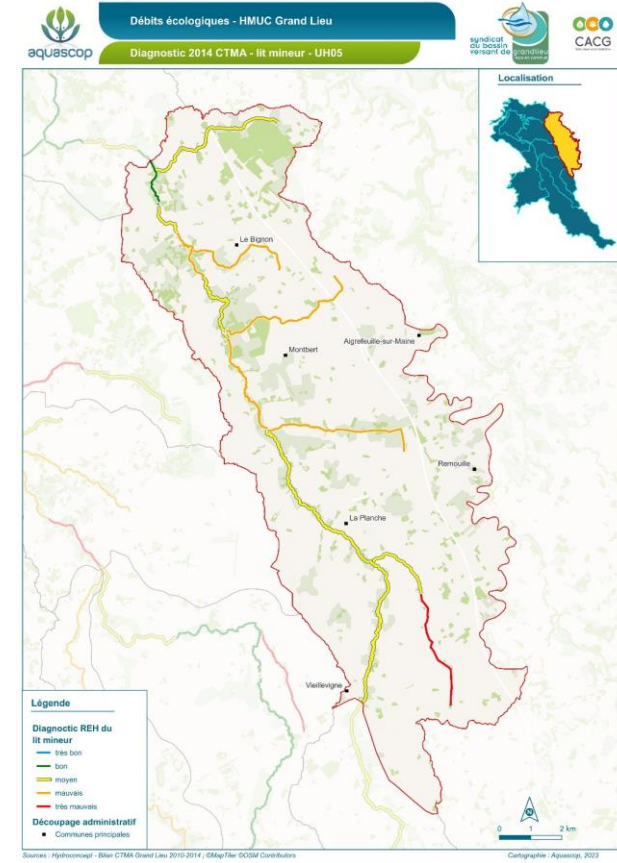 aquascop
Débits écologiques - HMUC Grand Lieu
Diagnostic 2014 CTMA - lit mineur - UH05
syndicat
du bassin
versant de
grandlieu
CACG
Localisation
Le Bignon
Aigrefeuille-sur-Maine
Montbert
Remouillé
La Planche
Vieillevigne
Légende
Diagnoctic REH du
lit mineur
très bon
bon
moyen
mauvais
très mauvais
Découpage administratif
Communes principales
N
0 1 2 km
Sources : Hydroconcept - Bilan CTMA Grand Lieu 2010-2014 ; ©MapTiler ©OSM Contributors
Cartographie : Aquascop, 2023